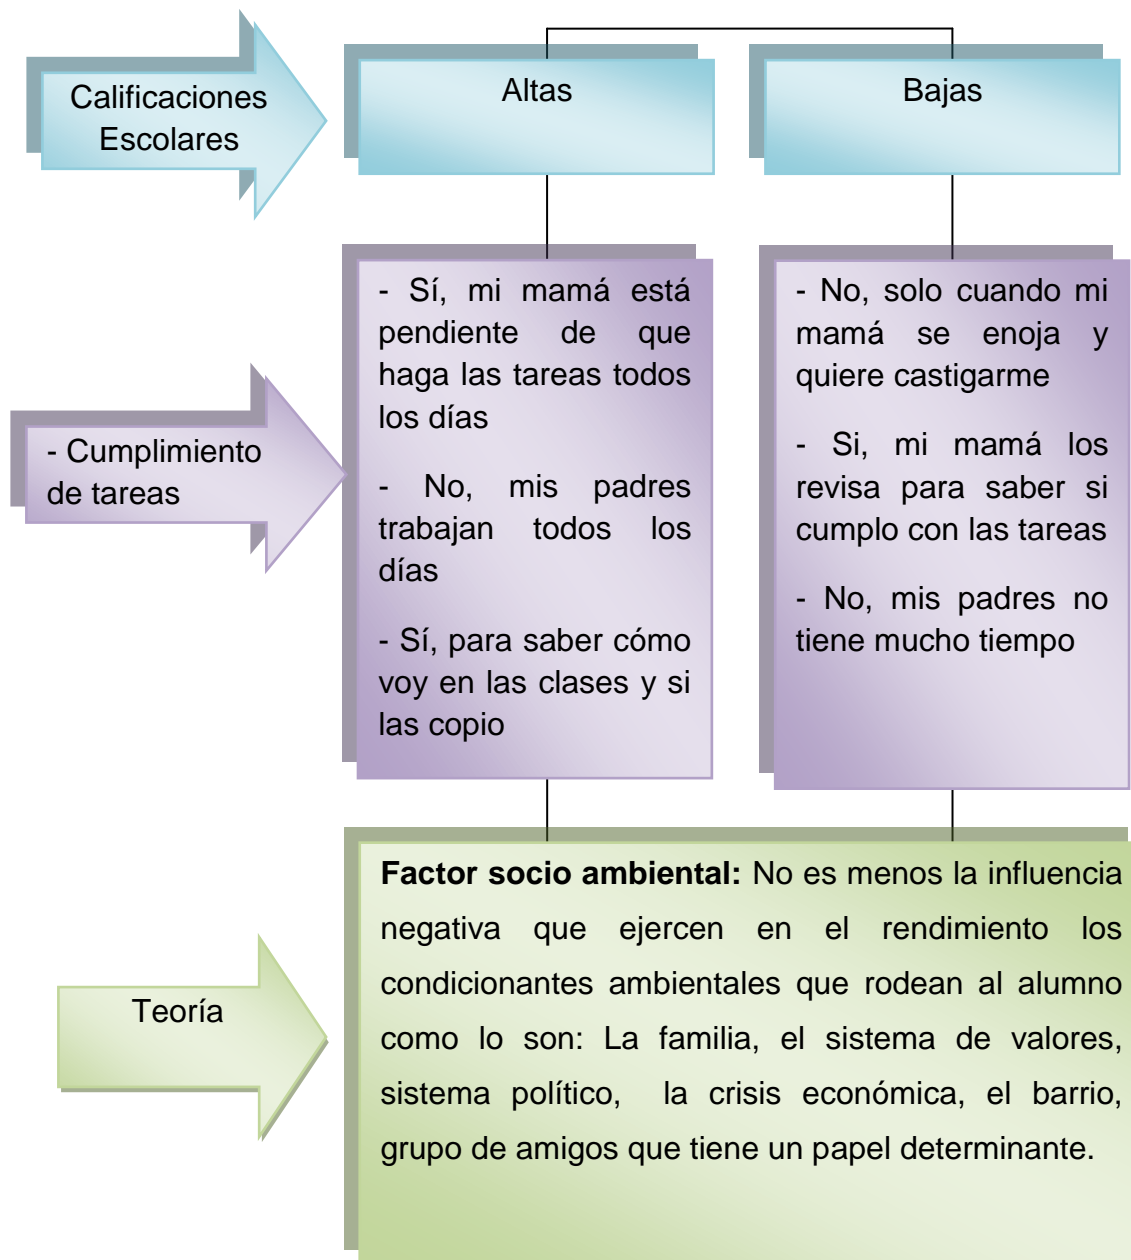 Calificaciones
Escolares
Altas
Bajas
- Cumplimiento
de tareas
- Sí, mi mamá está
pendiente de que
haga las tareas todos
los días
- No, mis padres
trabajan todos los
días
- Sí, para saber cómo
voy en las clases y si
las copio
- No, solo cuando mi
mamá se enoja y
quiere castigarme
- Si, mi mamá los
revisa para saber si
cumplo con las tareas
- No, mis padres no
tiene mucho tiempo
Teoría
Factor socio ambiental: No es menos la influencia
negativa que ejercen en el rendimiento los
condicionantes ambientales que rodean al alumno
como lo son: La familia, el sistema de valores,
sistema político, la crisis económica, el barrio,
grupo de amigos que tiene un papel determinante.